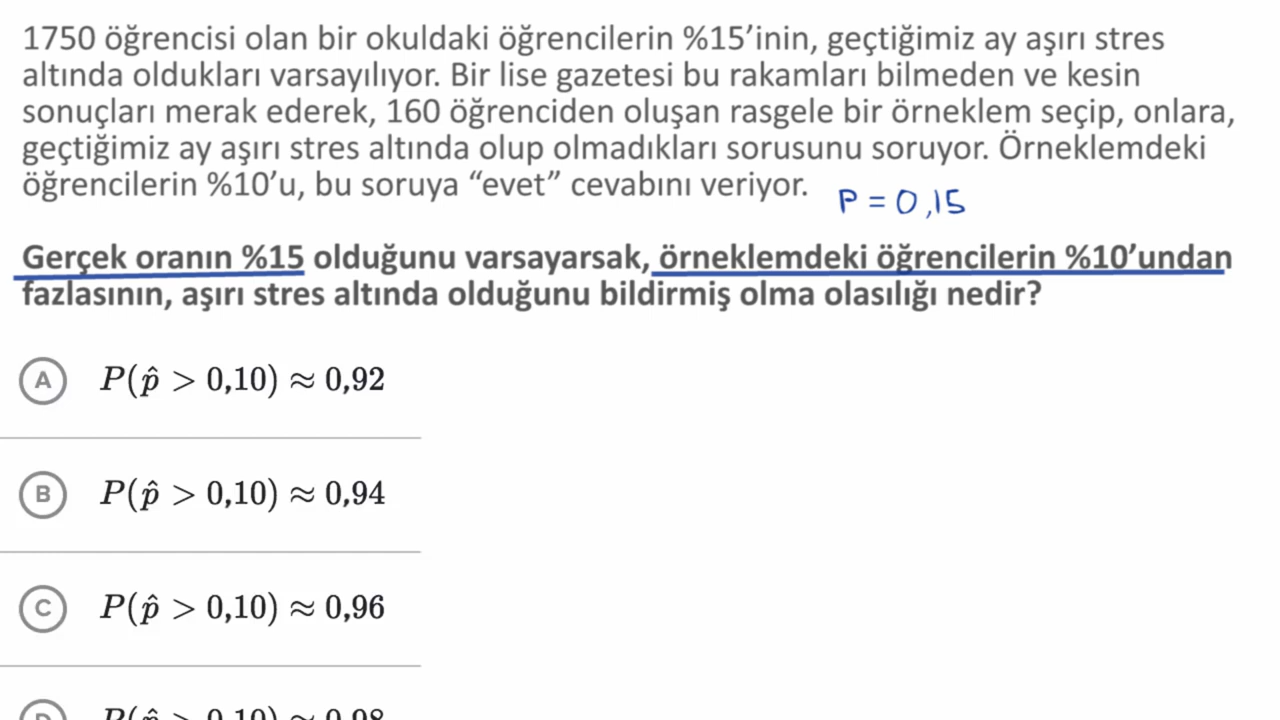 1750 öğrencisi olan bir okuldaki öğrencilerin %15’inin, geçtiğimiz ay aşırı stres
altında oldukları varsayılıyor. Bir lise gazetesi bu rakamları bilmeden ve kesin
sonuçları merak ederek, 160 öğrenciden oluşan rasgele bir örneklem seçip, onlara,
geçtiğimiz ay aşırı stres altında olup olmadıkları sorusunu soruyor. Örneklemdeki
öğrencilerin %10’u, bu soruya “evet” cevabını veriyor.
P = 0,15
Gerçek oranın %15 olduğunu varsayarsak, örneklemdeki öğrencilerin %10’undan
fazlasının, aşırı stres altında olduğunu bildirmiş olma olasılığı nedir?
A P(p̂ > 0,10) ≈ 0,92
B P(p̂ > 0,10) ≈ 0,94
C P(p̂ > 0,10) ≈ 0,96
D P(p̂ > 0,10) ≈ 0,98